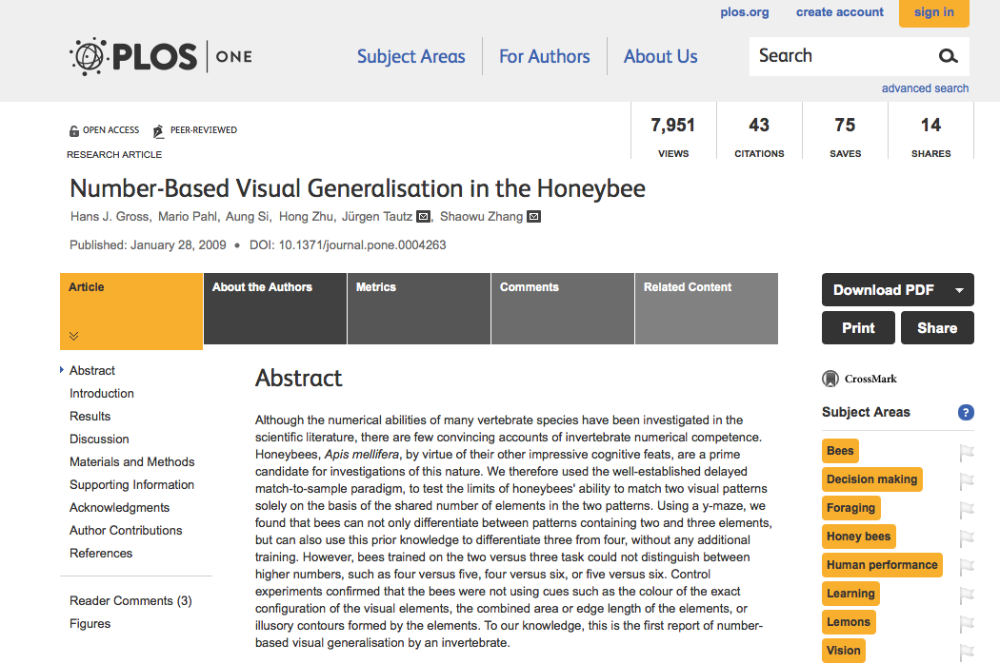 plos.org create account sign in
PLOS ONE
Subject Areas For Authors About Us Search
advanced search
OPEN ACCESS PEER-REVIEWED
RESEARCH ARTICLE
7,951 43 75 14
VIEWS CITATIONS SAVES SHARES
Number-Based Visual Generalisation in the Honeybee
Hans J. Gross, Mario Pahl, Aung Si, Hong Zhu, Jürgen Tautz, Shaowu Zhang
Published: January 28, 2009 • DOI: 10.1371/journal.pone.0004263
Article About the Authors Metrics Comments Related Content
Abstract
Introduction
Results
Discussion
Materials and Methods
Supporting Information
Acknowledgments
Author Contributions
References
Reader Comments (3)
Figures
Abstract
Although the numerical abilities of many vertebrate species have been investigated in the
scientific literature, there are few convincing accounts of invertebrate numerical competence.
Honeybees, Apis mellifera, by virtue of their other impressive cognitive feats, are a prime
candidate for investigations of this nature. We therefore used the well-established delayed
match-to-sample paradigm, to test the limits of honeybees' ability to match two visual patterns
solely on the basis of the shared number of elements in the two patterns. Using a y-maze, we
found that bees can not only differentiate between patterns containing two and three elements,
but can also use this prior knowledge to differentiate three from four, without any additional
training. However, bees trained on the two versus three task could not distinguish between
higher numbers, such as four versus five, four versus six, or five versus six. Control
experiments confirmed that the bees were not using cues such as the colour of the exact
configuration of the visual elements, the combined area or edge length of the elements, or
illusory contours formed by the elements. To our knowledge, this is the first report of number-
based visual generalisation by an invertebrate.
Download PDF
Print Share
CrossMark
Subject Areas ?
Bees
Decision making
Foraging
Honey bees
Human performance
Learning
Lemons
Vision